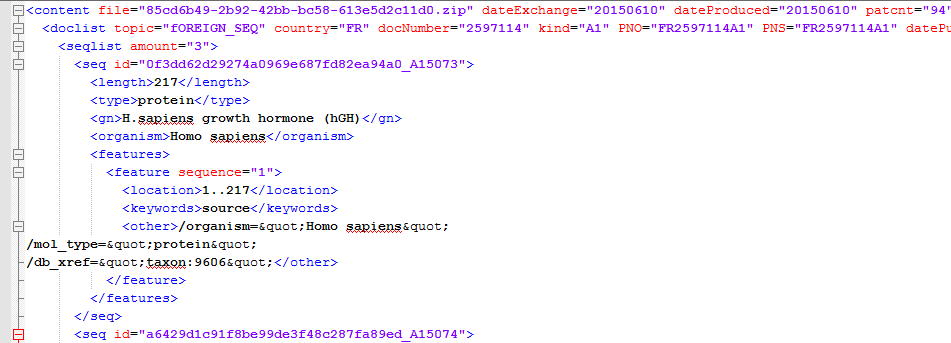 <content file="85cd6b49-2b92-42bb-bc58-613e5d2c11d0.zip" dateExchange="20150610" dateProduced="20150610" patcnt="94"
<doclist topic="fOREIGN_SEQ" country="FR" docNumber="2597114" kind="A1" PNO="FR2597114A1" PNS="FR2597114A1" datePu
<seqlist amount="3">
<seq id="0f3dd62d29274a0969e687fd82ea94a0_A15073">
<length>217</length>
<type>protein</type>
<gn>H.sapiens growth hormone (hGH)</gn>
<organism>Homo sapiens</organism>
<features>
<feature sequence="1">
<location>1..217</location>
<keywords>source</keywords>
<other>/organism=&quot;Homo sapiens&quot;
/mol_type=&quot;protein&quot;
/db_xref=&quot;taxon:9606&quot;</other>
</feature>
</features>
</seq>
<seq id="a6429d1c91f8be99de3f48c287fa89ed_A15074">